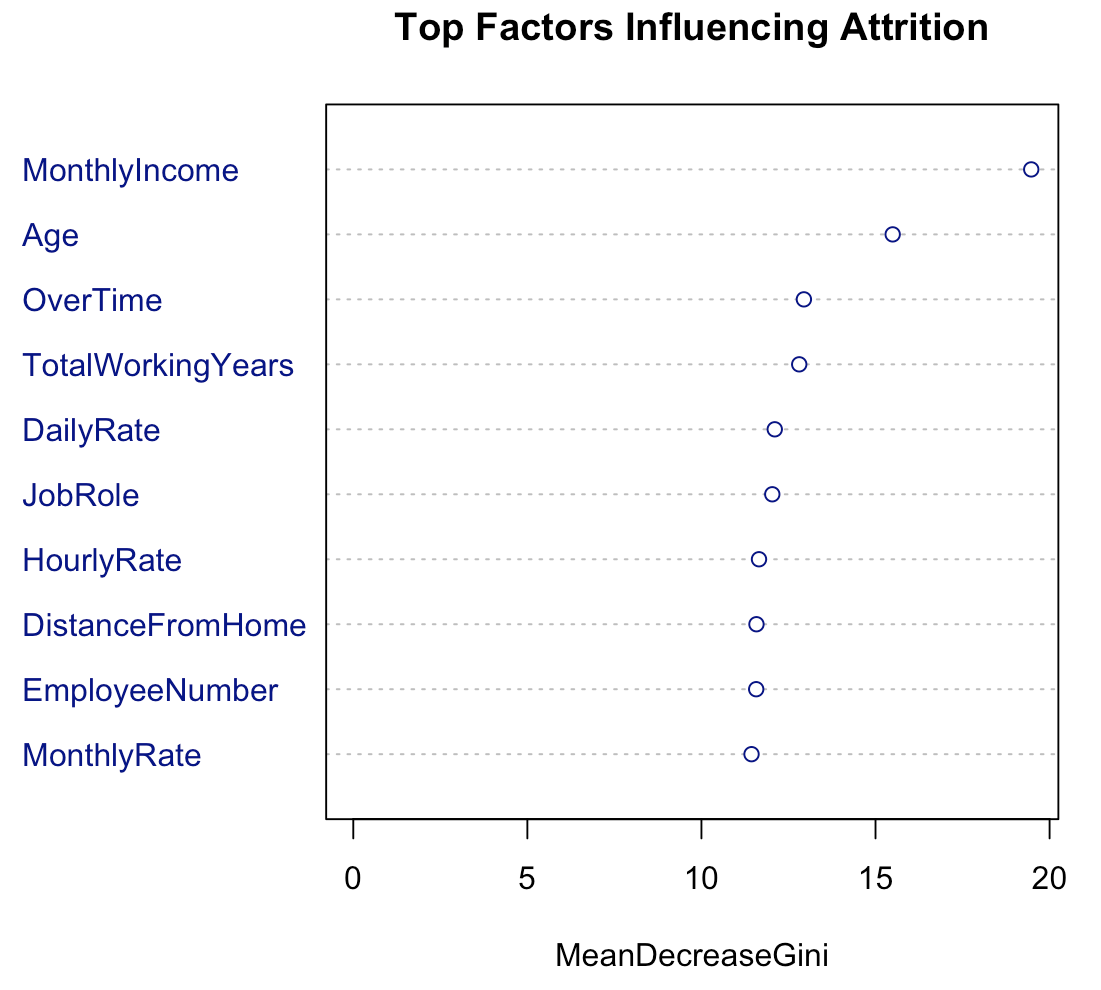 Top Factors Influencing Attrition
MonthlyIncome
Age
OverTime
TotalWorkingYears
DailyRate
JobRole
HourlyRate
DistanceFromHome
EmployeeNumber
MonthlyRate
0 5 10 15 20
MeanDecreaseGini